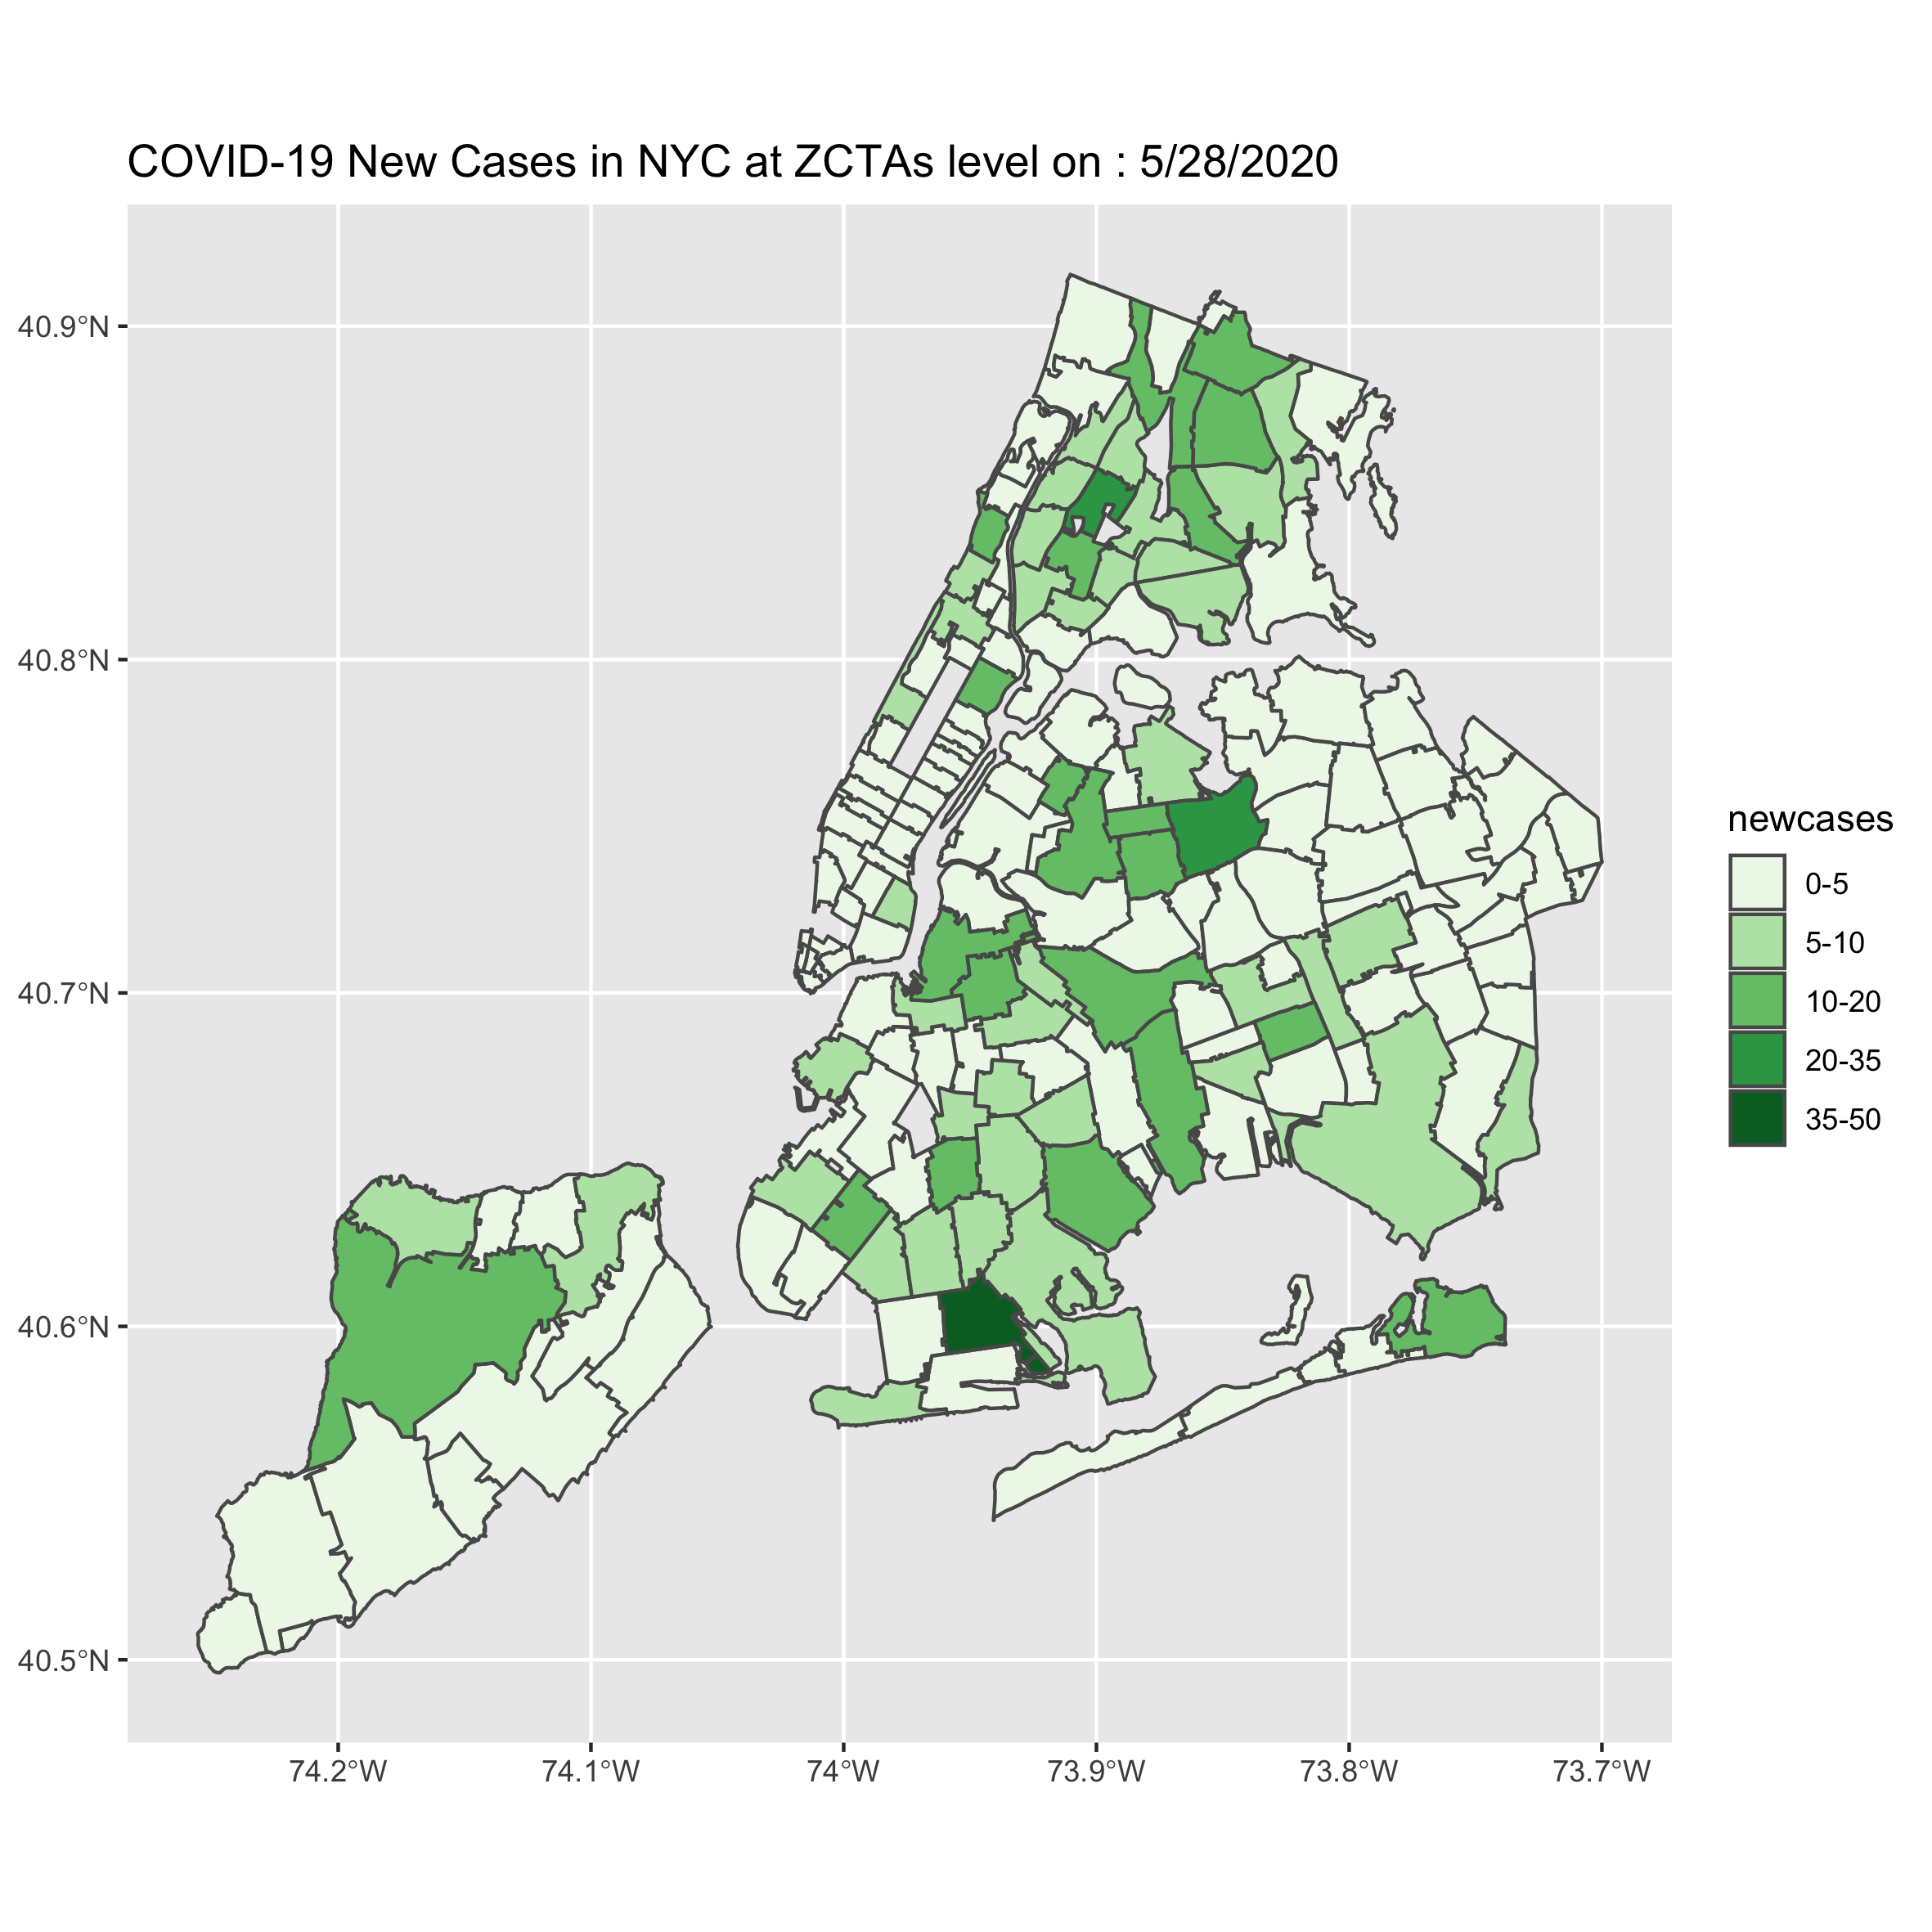 COVID-19 New Cases in NYC at ZCTAs level on : 5/28/2020
40.9°N
40.8°N
40.7°N
40.6°N
40.5°N
74.2°W
74.1°W
74°W
73.9°W
73.8°W
73.7°W
newcases
0-5
5-10
10-20
20-35
35-50